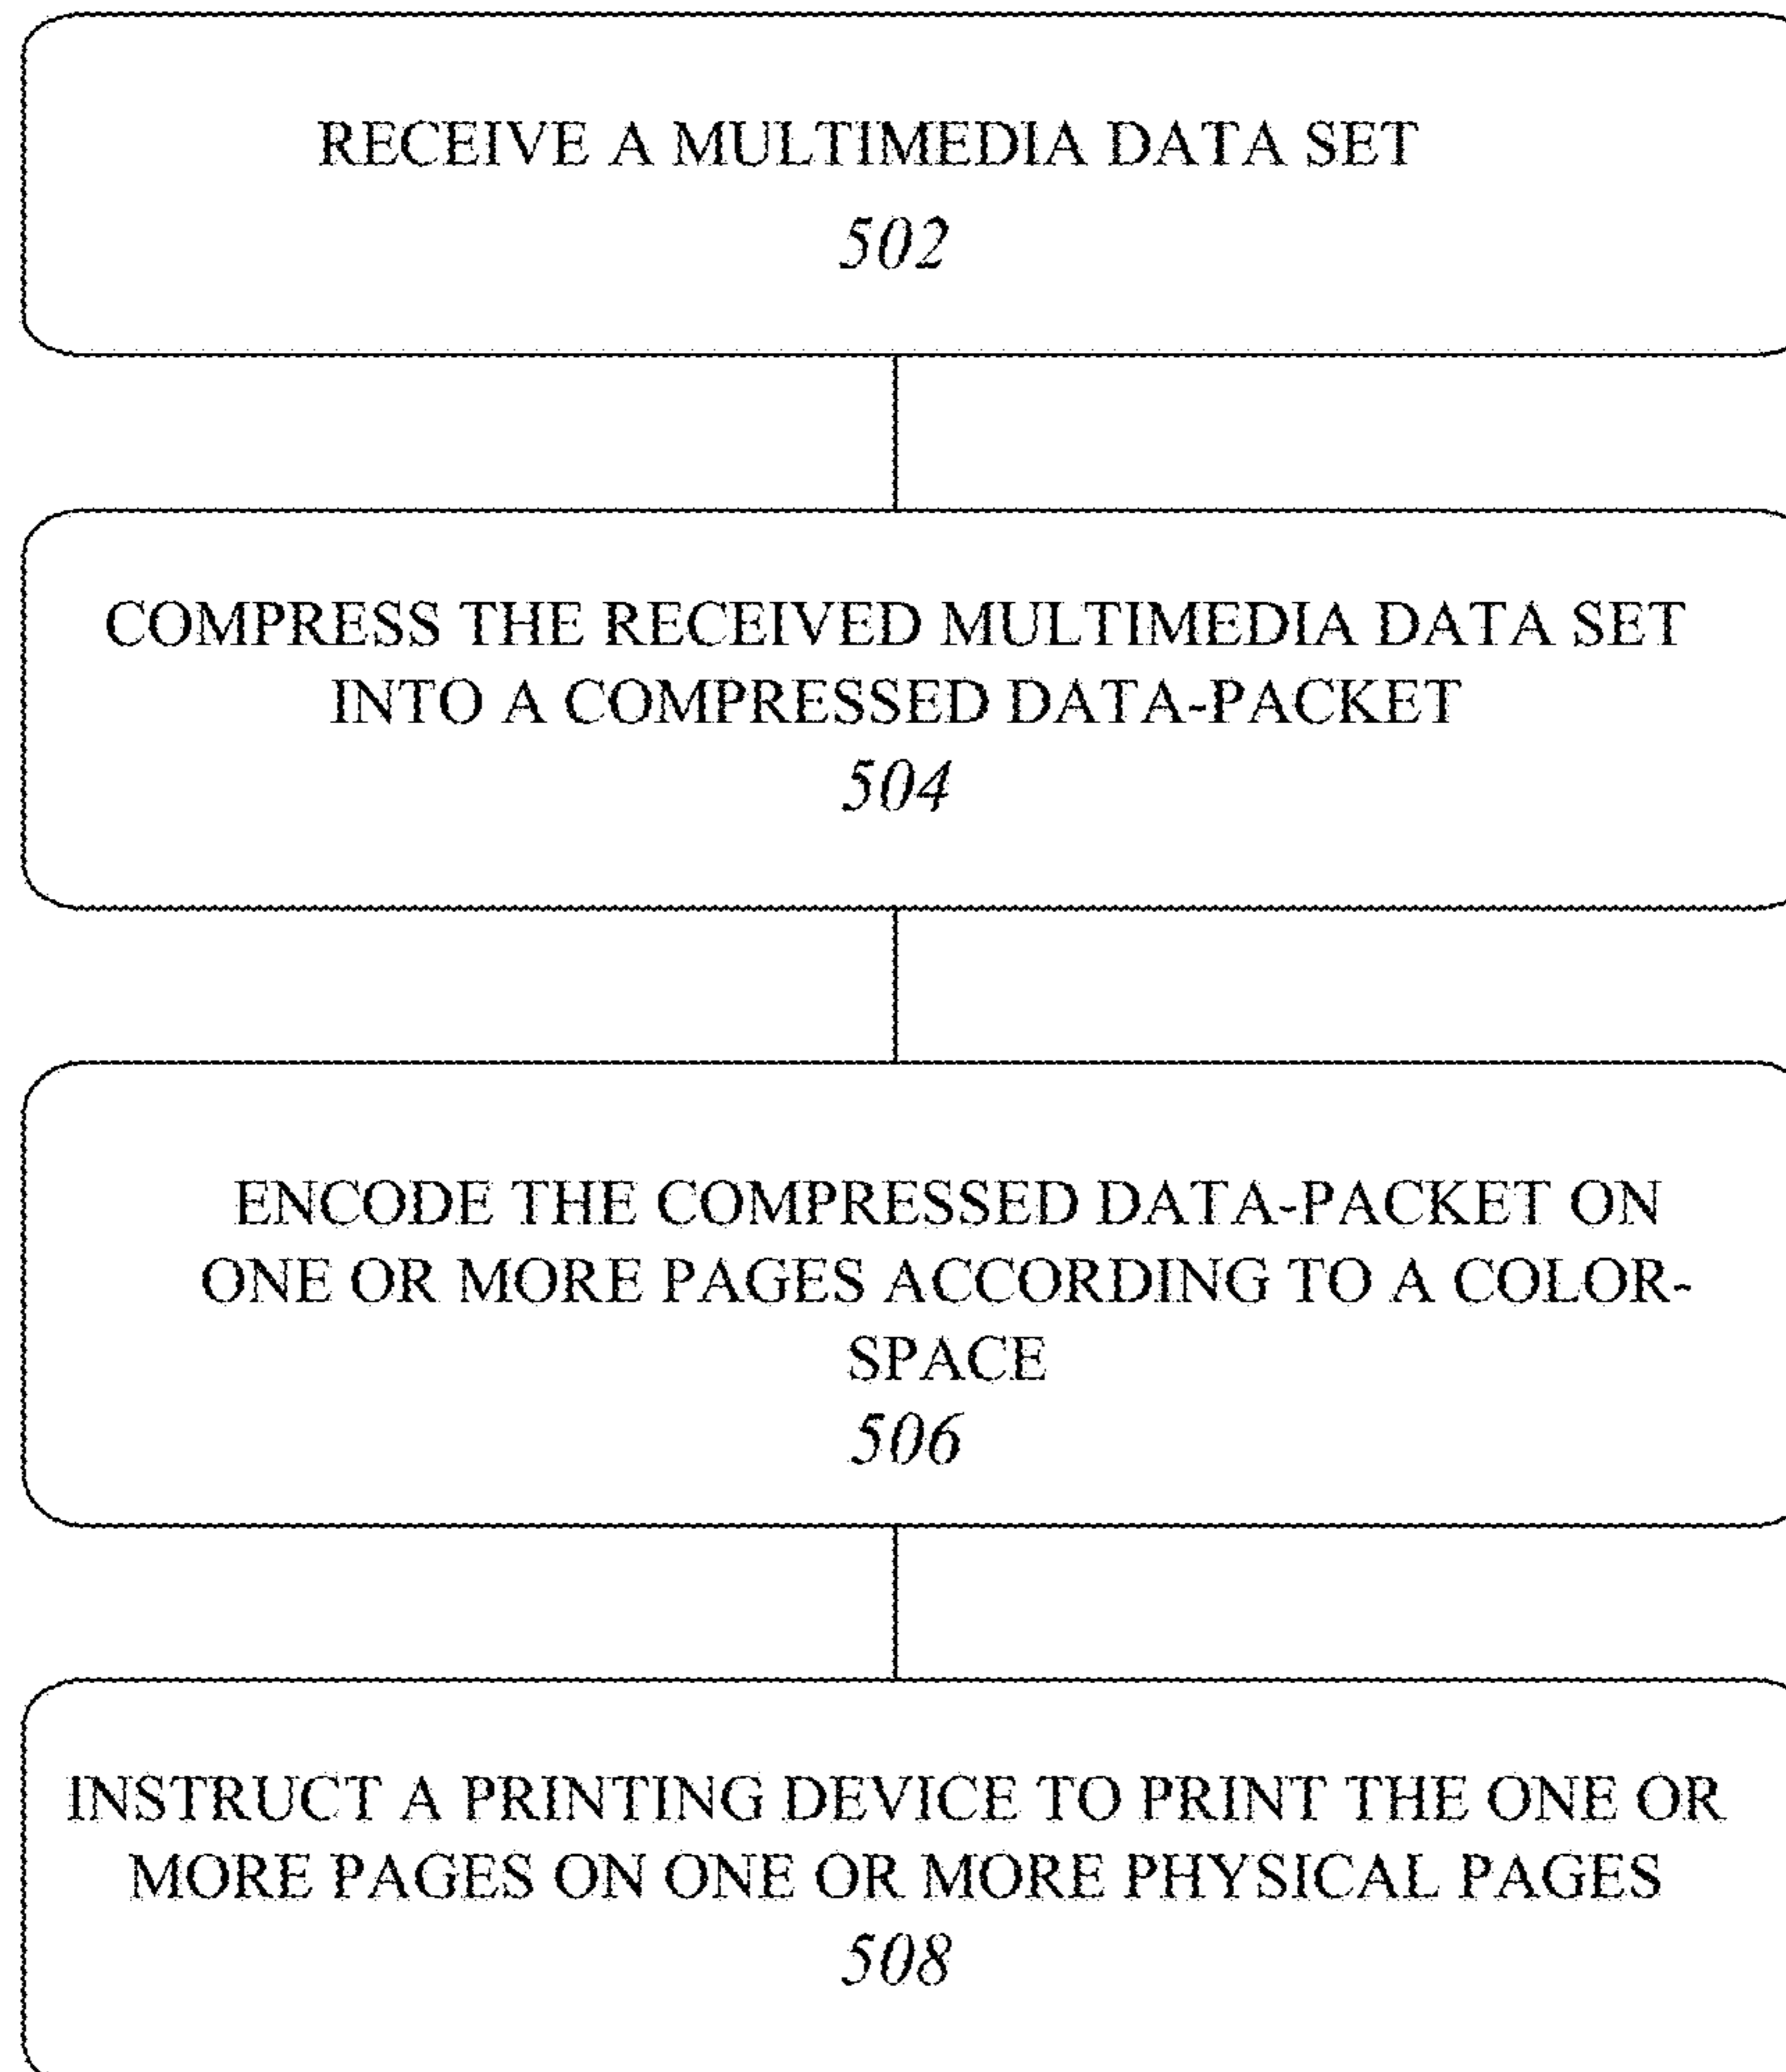 RECEIVE A MULTIMEDIA DATA SET
502
COMPRESS THE RECEIVED MULTIMEDIA DATA SET
INTO A COMPRESSED DATA-PACKET
504
ENCODE THE COMPRESSED DATA-PACKET ON
ONE OR MORE PAGES ACCORDING TO A COLOR-
SPACE
506
INSTRUCT A PRINTING DEVICE TO PRINT THE ONE OR
MORE PAGES ON ONE OR MORE PHYSICAL PAGES
508